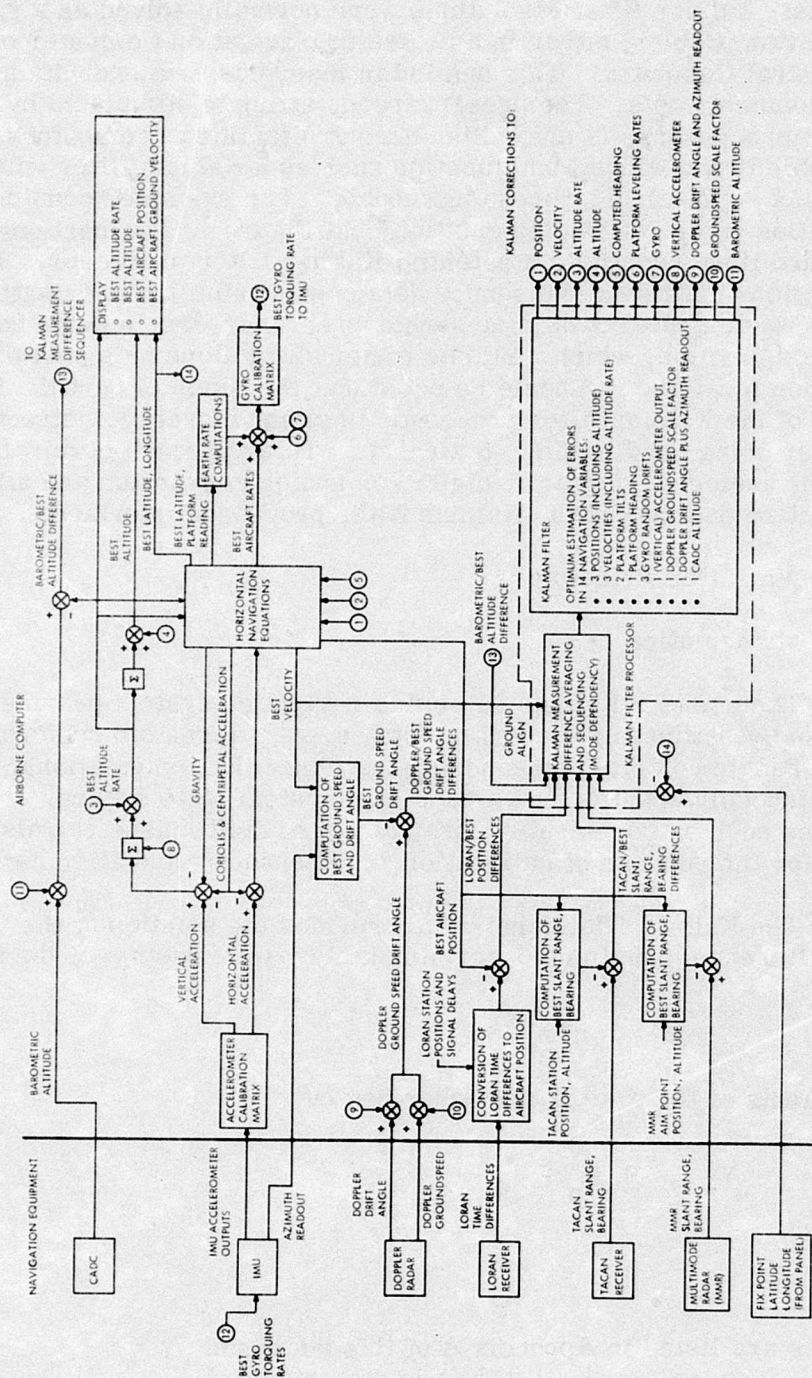 NAVIGATION EQUIPMENT
AIRBORNE COMPUTER
CADC
BAROMETRIC
ALTITUDE
11
BAROMETRIC/BEST
ALTITUDE DIFFERENCE
13
TO
KALMAN
MEASUREMENT
DIFFERENCE
SEQUENCER
DISPLAY
BEST ALTITUDE RATE
BEST ALTITUDE
BEST AIRCRAFT POSITION
BEST AIRCRAFT GROUND VELOCITY
3
BEST
ALTITUDE
RATE
Σ
8
Σ
4
BEST
ALTITUDE
BEST LATITUDE, LONGITUDE
14
BEST LATITUDE,
PLATFORM
READING
EARTH RATE
COMPUTATIONS
BEST
AIRCRAFT RATES
6
7
GYRO
CALIBRATION
MATRIX
12
BEST GYRO
TORQUING RATE
TO IMU
12
BEST
GYRO
TORQUING
RATES
IMU
IMU ACCELEROMETER
OUTPUTS
AZIMUTH
READOUT
ACCELEROMETER
CALIBRATION
MATRIX
VERTICAL
ACCELERATION
HORIZONTAL
ACCELERATION
GRAVITY
CORIOLIS & CENTRIPETAL ACCELERATION
HORIZONTAL
NAVIGATION
EQUATIONS
1
2
5
BEST
VELOCITY
COMPUTATION OF
BEST GROUND SPEED
AND DRIFT ANGLE
BEST
GROUND SPEED
DRIFT ANGLE
DOPPLER/BEST
GROUND SPEED
DRIFT ANGLE
DIFFERENCES
DOPPLER
RADAR
DOPPLER
DRIFT
ANGLE
DOPPLER
GROUNDSPEED
9
10
DOPPLER
GROUND SPEED DRIFT ANGLE
LORAN
RECEIVER
LORAN
TIME
DIFFERENCES
LORAN STATION
POSITIONS AND
SIGNAL DELAYS
CONVERSION OF
LORAN TIME
DIFFERENCES TO
AIRCRAFT POSITION
BEST AIRCRAFT
POSITION
LORAN/BEST
POSITION
DIFFERENCES
TACAN
RECEIVER
TACAN
SLANT RANGE,
BEARING
TACAN STATION
POSITION, ALTITUDE
COMPUTATION OF
BEST SLANT RANGE,
BEARING
TACAN/BEST
SLANT
RANGE,
BEARING
DIFFERENCES
MULTIMODE
RADAR
(MMR)
MMR
SLANT RANGE,
BEARING
MMR
AIM POINT
POSITION, ALTITUDE
COMPUTATION OF
BEST SLANT RANGE,
BEARING
FIX POINT
LATITUDE
LONGITUDE
(FROM PANEL)
14
13
BAROMETRIC/BEST
ALTITUDE
DIFFERENCE
GROUND
ALIGN
KALMAN MEASUREMENT
DIFFERENCE AVERAGING
AND SEQUENCING
(MODE DEPENDENCY)
KALMAN FILTER PROCESSOR
KALMAN FILTER
OPTIMUM ESTIMATION OF ERRORS
IN 14 NAVIGATION VARIABLES:
3 POSITIONS (INCLUDING ALTITUDE)
3 VELOCITIES (INCLUDING ALTITUDE RATE)
2 PLATFORM TILTS
1 PLATFORM HEADING
3 GYRO RANDOM DRIFTS
1 (VERTICAL) ACCELEROMETER OUTPUT
1 DOPPLER GROUNDSPEED SCALE FACTOR
1 DOPPLER DRIFT ANGLE PLUS AZIMUTH READOUT
1 CADC ALTITUDE
KALMAN CORRECTIONS TO:
1 POSITION
2 VELOCITY
3 ALTITUDE RATE
4 ALTITUDE
5 COMPUTED HEADING
6 PLATFORM LEVELING RATES
7 GYRO
8 VERTICAL ACCELEROMETER
9 DOPPLER DRIFT ANGLE AND AZIMUTH READOUT
10 GROUNDSPEED SCALE FACTOR
11 BAROMETRIC ALTITUDE